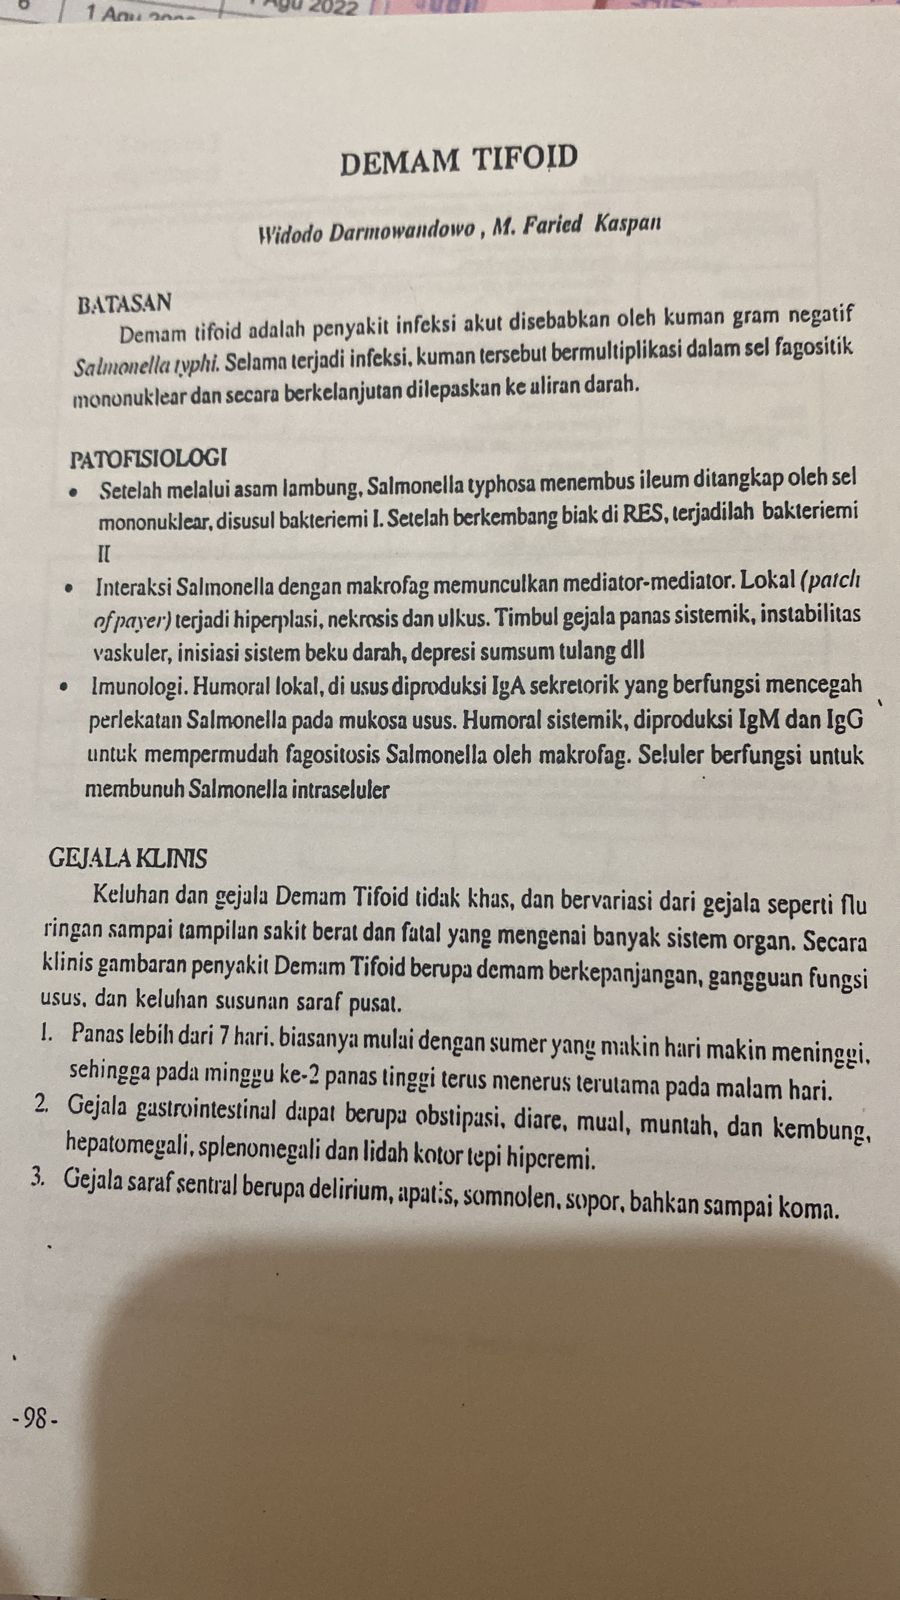 1 Agu
Agu 2022
DEMAM TIFOID
Widodo Darmowandowo , M. Faried Kaspan
BATASAN
Demam tifoid adalah penyakit infeksi akut disebabkan oleh kuman gram negatif
Salmonella typhi. Selama terjadi infeksi, kuman tersebut bermultiplikasi dalam sel fagositik
mononuklear dan secara berkelanjutan dilepaskan ke aliran darah.
PATOFISIOLOGI
• Setelah melalui asam lambung, Salmonella typhosa menembus ileum ditangkap oleh sel
mononuklear, disusul bakteriemi I. Setelah berkembang biak di RES, terjadilah bakteriemi
II
• Interaksi Salmonella dengan makrofag memunculkan mediator-mediator. Lokal (patch
of payer) terjadi hiperplasi, nekrosis dan ulkus. Timbul gejala panas sistemik, instabilitas
vaskuler, inisiasi sistem beku darah, depresi sumsum tulang dll
• Imunologi. Humoral lokal, di usus diproduksi IgA sekretorik yang berfungsi mencegah
perlekatan Salmonella pada mukosa usus. Humoral sistemik, diproduksi IgM dan IgG
untuk mempermudah fagositosis Salmonella oleh makrofag. Seluler berfungsi untuk
membunuh Salmonella intraseluler
GEJALA KLINIS
Keluhan dan gejala Demam Tifoid tidak khas, dan bervariasi dari gejala seperti flu
ringan sampai tampilan sakit berat dan fatal yang mengenai banyak sistem organ. Secara
klinis gambaran penyakit Demam Tifoid berupa demam berkepanjangan, gangguan fungsi
usus, dan keluhan susunan saraf pusat.
1. Panas lebih dari 7 hari. biasanya mulai dengan sumer yang makin hari makin meninggi,
sehingga pada minggu ke-2 panas tinggi terus menerus terutama pada malam hari.
2. Gejala gastrointestinal dapat berupa obstipasi, diare, mual, muntah, dan kembung,
hepatomegali, splenomegali dan lidah kotor tepi hiperemi.
3. Gejala saraf sentral berupa delirium, apatis, somnolen, sopor, bahkan sampai koma.
-98-